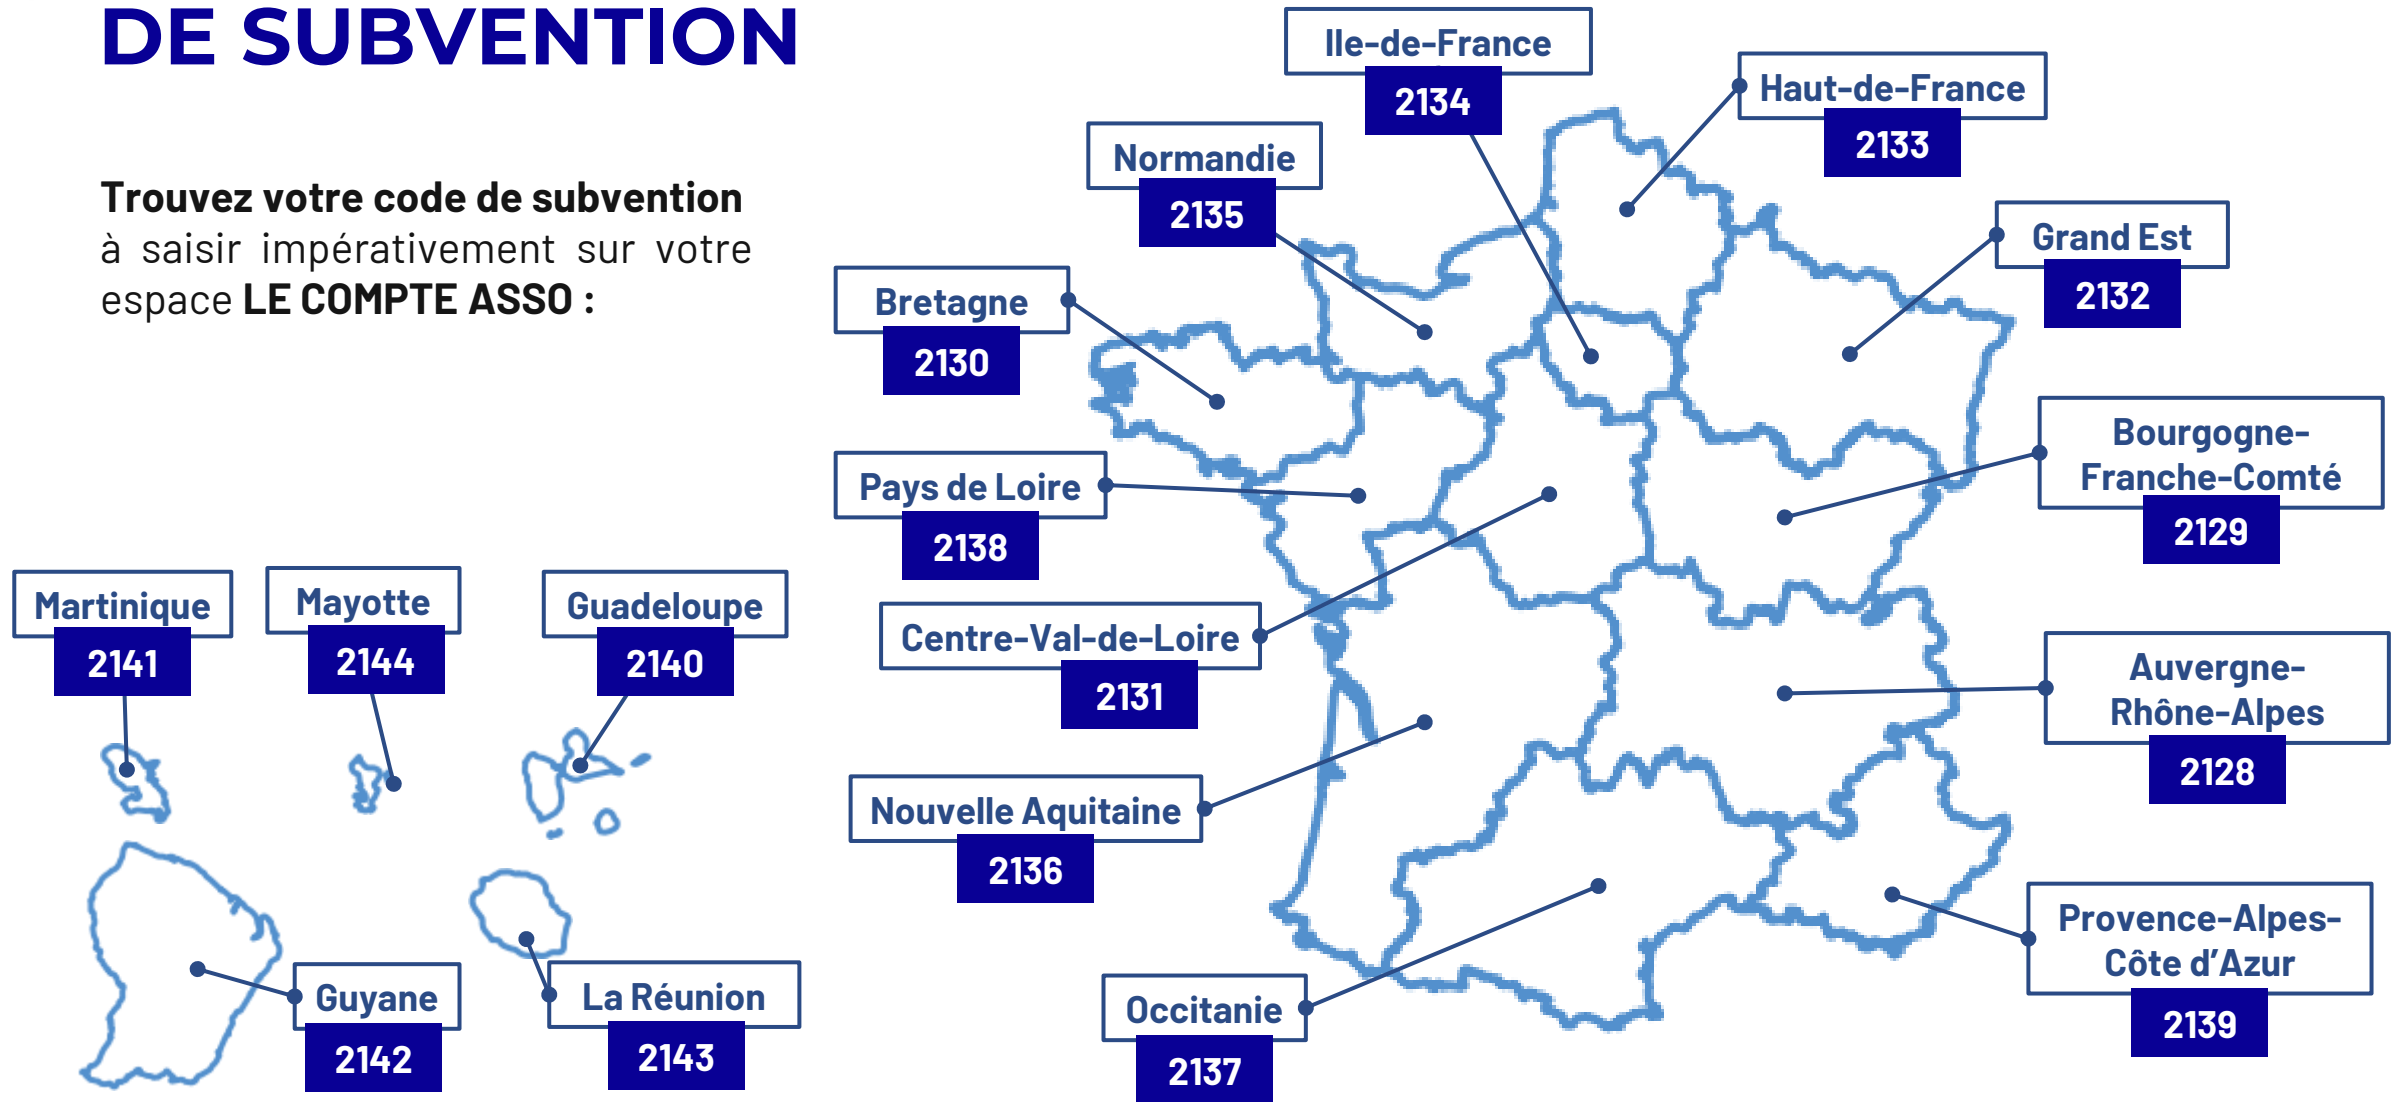 DE SUBVENTION
Trouvez votre code de subvention
à saisir impérativement sur votre
espace LE COMPTE ASSO :
Ile-de-France
2134
Haut-de-France
2133
Normandie
2135
Grand Est
2132
Bretagne
2130
Bourgogne-
Franche-Comté
2129
Pays de Loire
2138
Martinique
2141
Mayotte
2144
Guadeloupe
2140
Centre-Val-de-Loire
2131
Auvergne-
Rhône-Alpes
2128
Nouvelle Aquitaine
2136
Provence-Alpes-
Côte d’Azur
2139
Guyane
2142
La Réunion
2143
Occitanie
2137